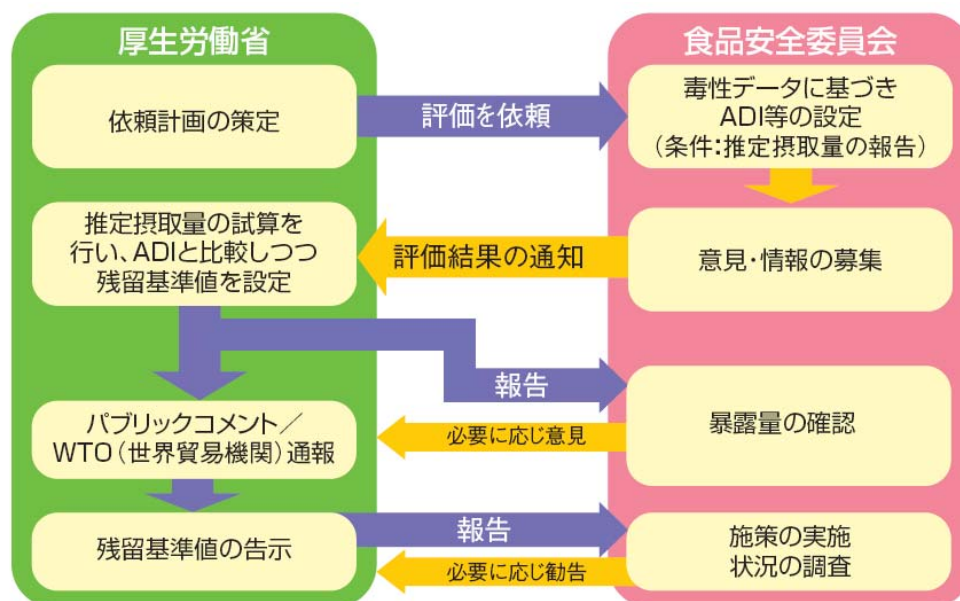 厚生労働省
食品安全委員会
依頼計画の策定
評価を依頼
毒性データに基づき
ADI等の設定
（条件：推定摂取量の報告）
推定摂取量の試算を
行い、ADIと比較しつつ
残留基準値を設定
評価結果の通知
意見・情報の募集
報告
暴露量の確認
パブリックコメント／
WTO（世界貿易機関）通報
必要に応じ意見
残留基準値の告示
報告
必要に応じ勧告
施策の実施
状況の調査